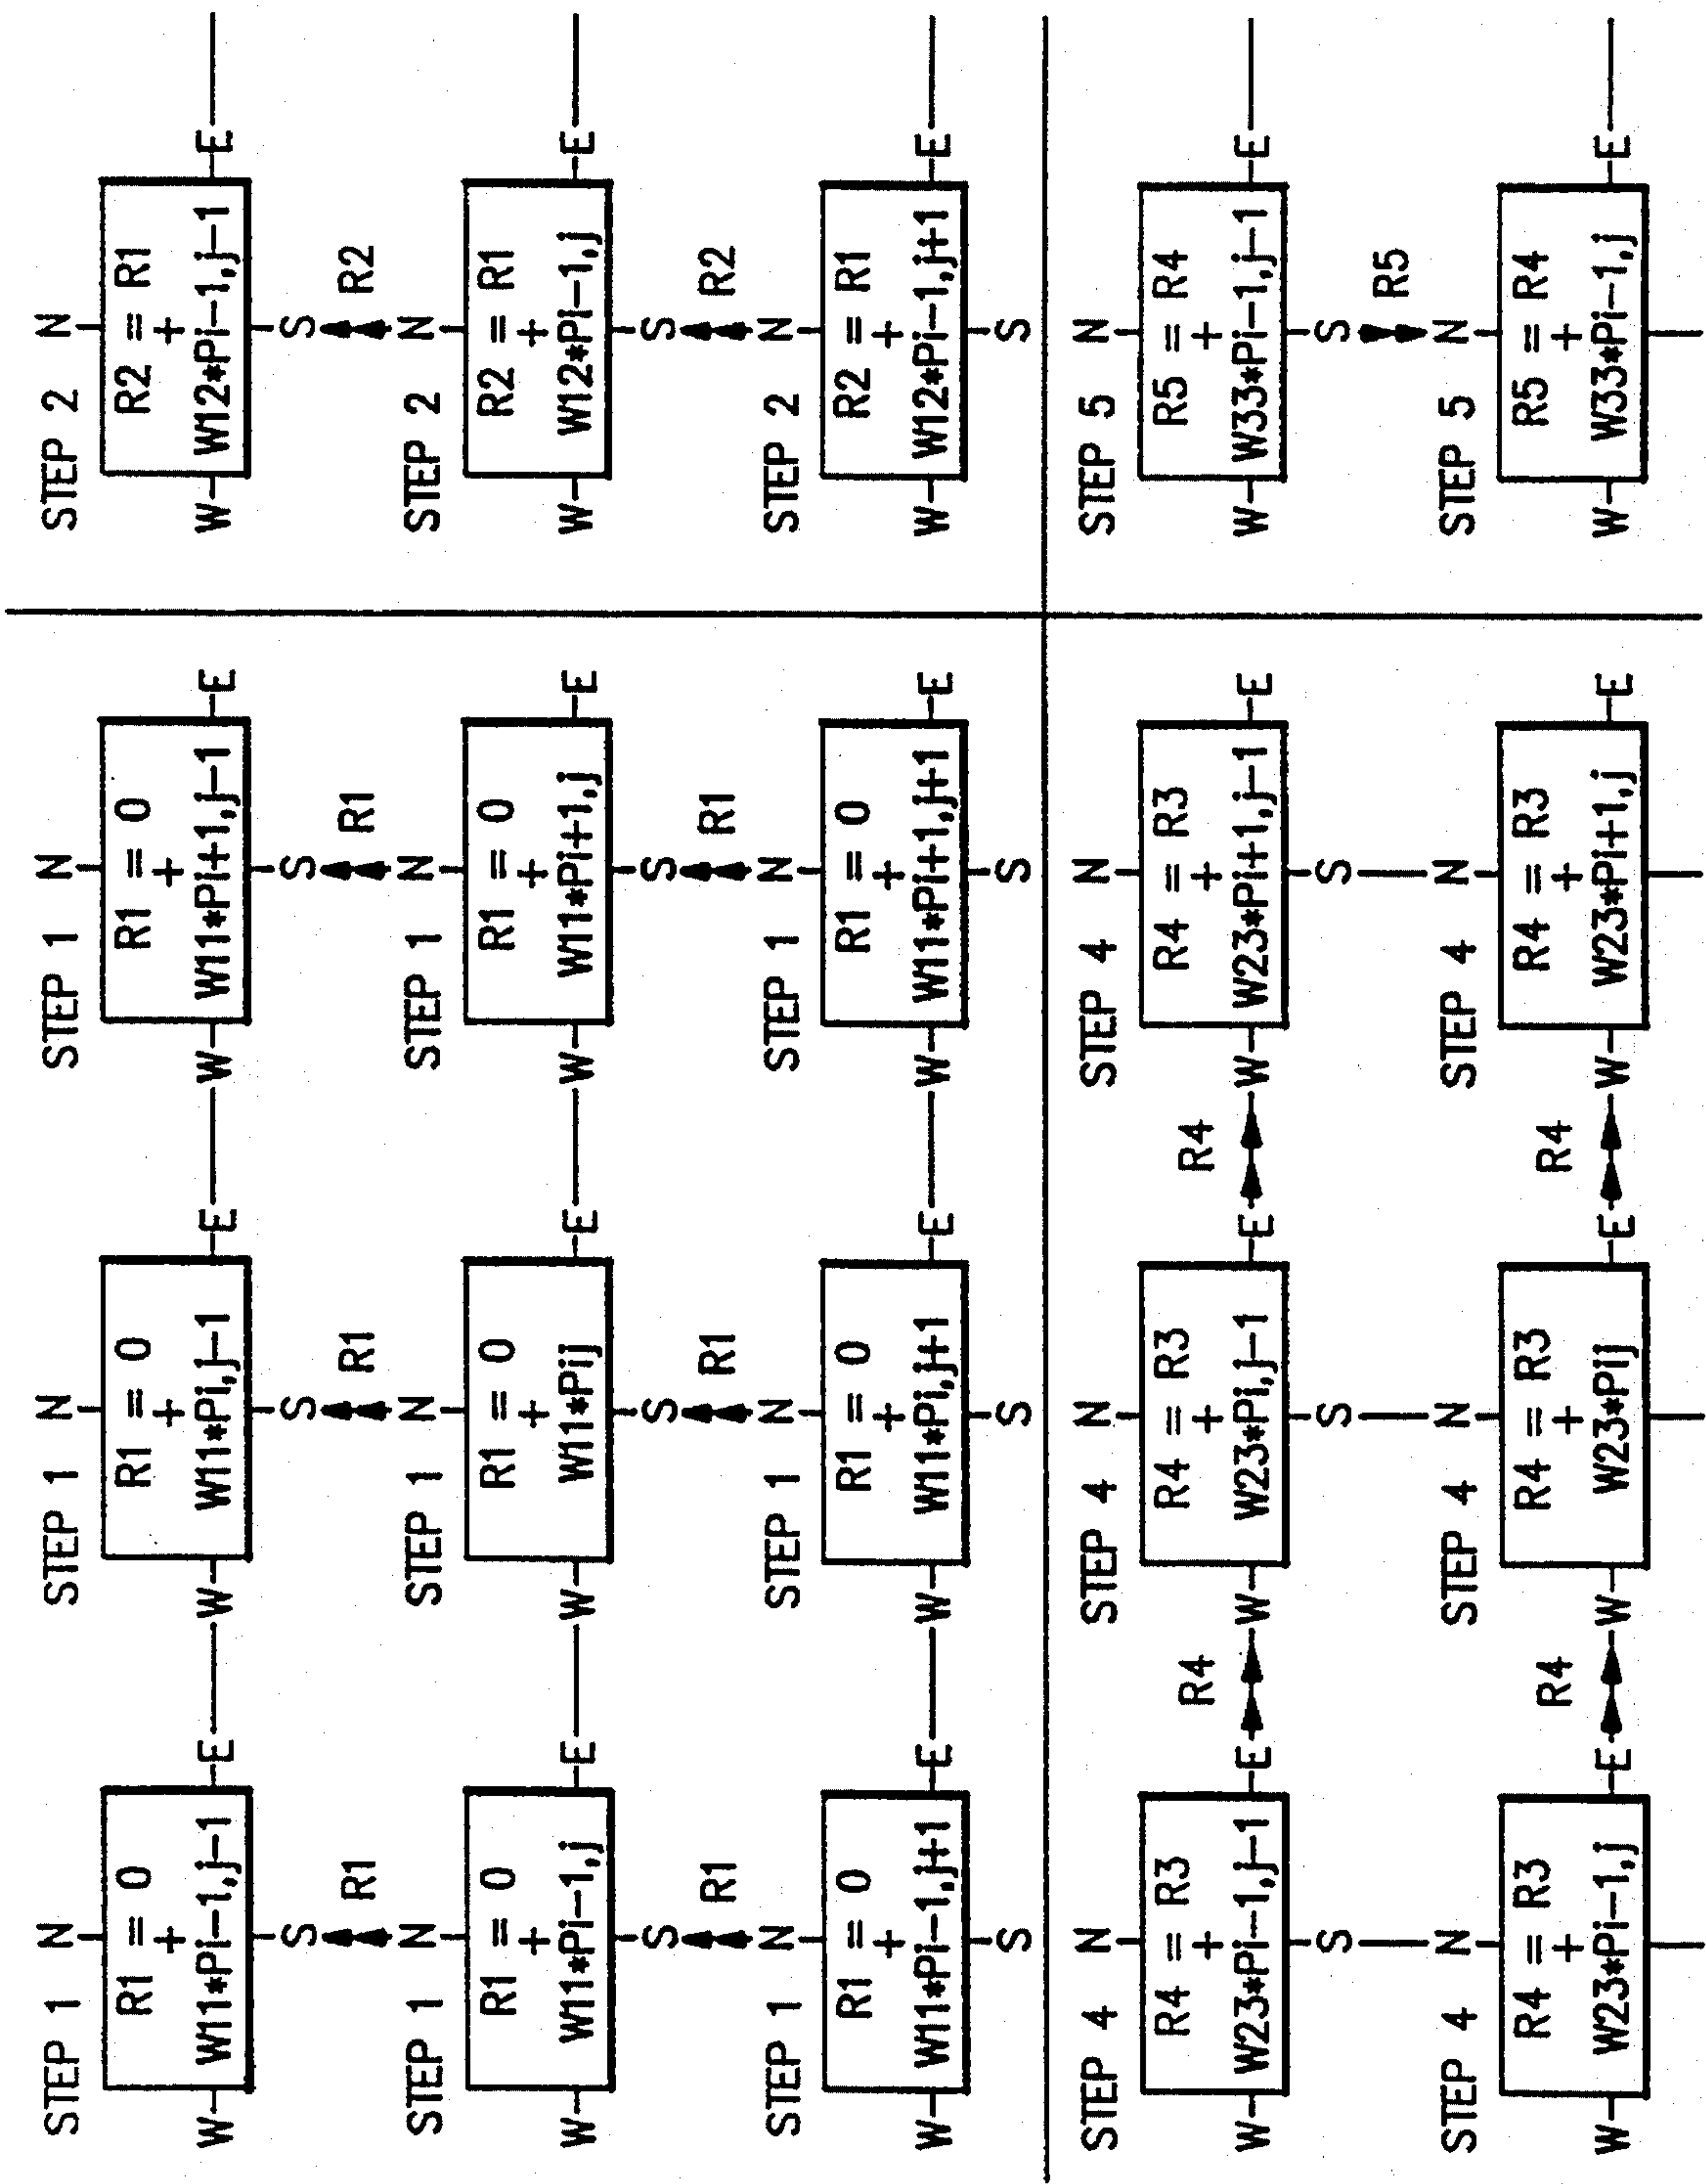 STEP 1 N STEP 1 N STEP 1 N STEP 2 N
R1 = 0 R1 = 0 R1 = 0 R2 = R1
+ + + +
W W11*Pi-1,j-1 E W W11*Pi,j-1 E W W11*Pi+1,j-1 E W W12*Pi-1,j-1 E
S S S S
R1 R1 R1 R2
STEP 1 N STEP 1 N STEP 1 N STEP 2 N
R1 = 0 R1 = 0 R1 = 0 R2 = R1
+ + + +
W W11*Pi-1,j E W W11*Pij E W W11*Pi+1,j E W W12*Pi-1,j E
S S S S
R1 R1 R1 R2
STEP 1 N STEP 1 N STEP 1 N STEP 2 N
R1 = 0 R1 = 0 R1 = 0 R2 = R1
+ + + +
W W11*Pi-1,j+1 E W W11*Pi,j+1 E W W11*Pi+1,j+1 E W W12*Pi-1,j+1 E
S S S S
STEP 4 N STEP 4 N STEP 4 N STEP 5 N
R4 = R3 R4 R4 = R3 R4 R4 = R3 R5 = R4
+ + + +
W W23*Pi-1,j-1 E W W23*Pi,j-1 E W W23*Pi+1,j-1 E W W33*Pi-1,j-1 E
S S S S
R5
STEP 4 N STEP 4 N STEP 4 N STEP 5 N
R4 = R3 R4 R4 = R3 R4 R4 = R3 R5 = R4
+ + + +
W W23*Pi-1,j E W W23*Pij E W W23*Pi+1,j E W W33*Pi-1,j E